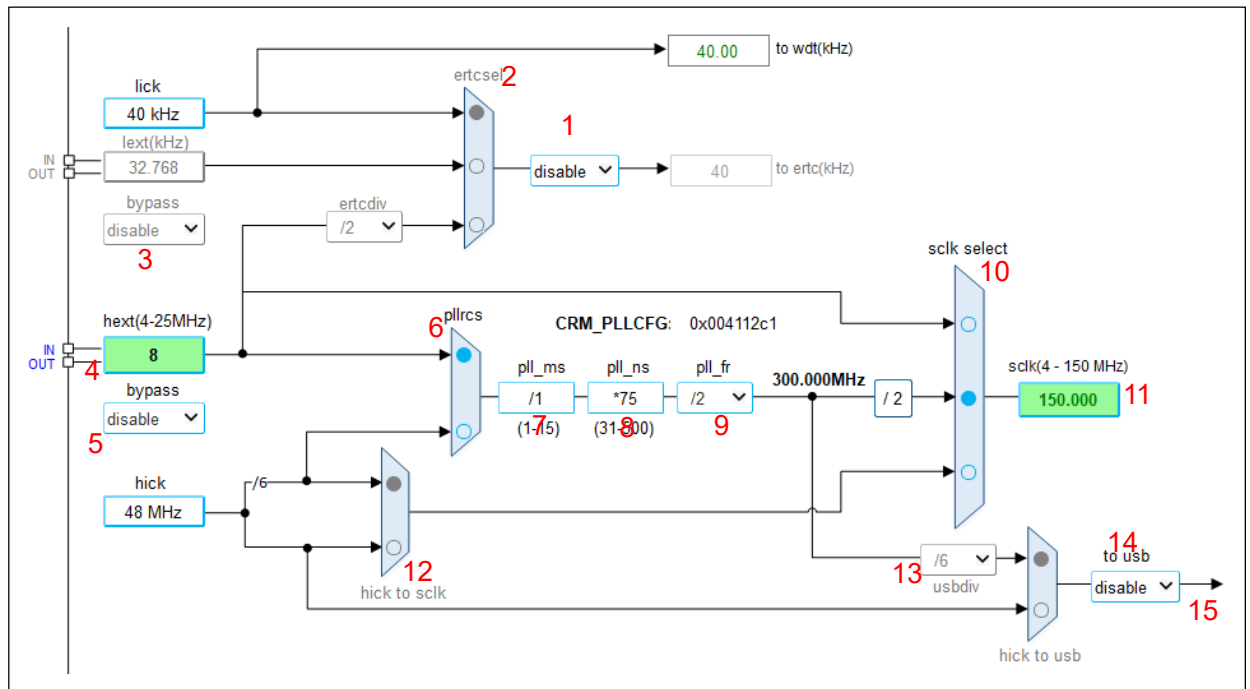 40.00 to wdt(kHz)
ertcsel 2
lick
40 kHz
1
lext(kHz)
IN
OUT
32.768
disable
40 to ertc(kHz)
bypass
disable
3
ertcdiv
/2
sclk select
10
hext(4-25MHz)
6 pllrcs
CRM_PLLCFG: 0x004112c1
IN
OUT
4
8
pll_ms pll_ns pll_fr
300.000MHz
sclk(4 - 150 MHz)
/1 *75 /2 / 2
150.000 11
bypass
disable
5
7 8 9
(1-15) (31-500)
hick
48 MHz
/6
12
hick to sclk
13
/6
usbdiv
14
to usb
disable
15
hick to usb